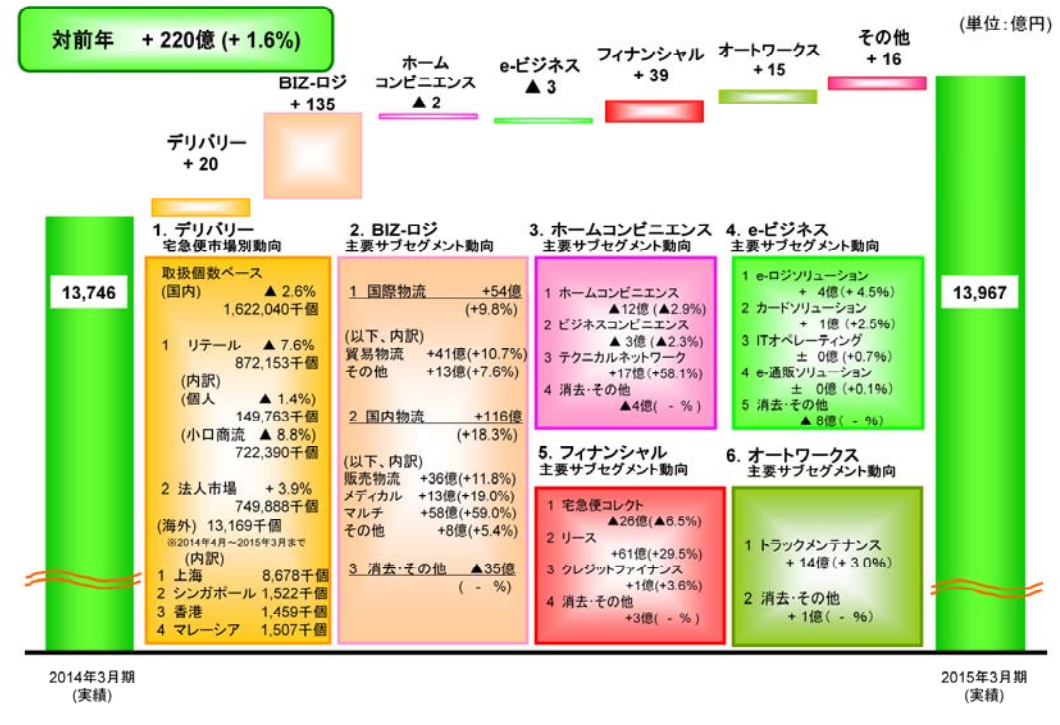 対前年　+ 220億 (+ 1.6%)
(単位：億円)
デリバリー
+ 20
BIZ-ロジ
+ 135
ホーム
コンビニエンス
▲ 2
e-ビジネス
▲ 3
フィナンシャル
+ 39
オートワークス
+ 15
その他
+ 16
13,746
13,967
1. デリバリー
宅急便市場別動向
取扱個数ベース
(国内)　▲ 2.6%
1,622,040千個
1　リテール　▲ 7.6%
872,153千個
(内訳)
(個人　▲ 1.4%)
149,763千個
(小口商流　▲ 8.8%)
722,390千個
2　法人市場　+ 3.9%
749,888千個
(海外)　13,169千個
※2014年4月～2015年3月まで
(内訳)
1　上海　8,678千個
2　シンガポール　1,522千個
3　香港　1,459千個
4　マレーシア　1,507千個
2. BIZ-ロジ
主要サブセグメント動向
1　国際物流　+54億
(+9.8%)
(以下、内訳)
貿易物流　+41億(+10.7%)
その他　+13億(+7.6%)
2　国内物流　+116億
(+18.3%)
(以下、内訳)
販売物流　+36億(+11.8%)
メディカル　+13億(+19.0%)
マルチ　+58億(+59.0%)
その他　+8億(+5.4%)
3　消去・その他　▲35億
(　-　%)
3. ホームコンビニエンス
主要サブセグメント動向
1　ホームコンビニエンス
▲12億 (▲2.9%)
2　ビジネスコンビニエンス
▲ 3億 (▲2.3%)
3　テクニカルネットワーク
+17億(+58.1%)
4　消去・その他
▲4億(　- %)
4. e-ビジネス
主要サブセグメント動向
1　e-ロジソリューション
+　4億(+ 4.5%)
2　カードソリューション
+　1億 (+2.5%)
3　ITオペレーティング
±　0億 (+0.7%)
4　e-通販ソリューション
±　0億 (+0.1%)
5　消去・その他
▲ 8億(　-　%)
5. フィナンシャル
主要サブセグメント動向
1　宅急便コレクト
▲26億(▲6.5%)
2　リース
+61億(+29.5%)
3　クレジットファイナンス
+1億(+3.6%)
4　消去・その他
+3億(　- %)
6. オートワークス
主要サブセグメント動向
1　トラックメンテナンス
+ 14億(+ 3.0%)
2　消去・その他
+ 1億(　- %)
2014年3月期
(実績)
2015年3月期
(実績)